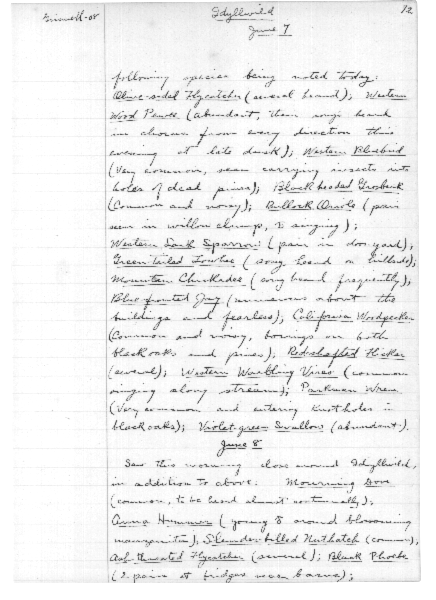 Grinnell-08
Idyllwild
12
June 7
following species being noted today:
Olive-sided Flycatcher (several heard); Western
Wood Pewee (abundant, their songs heard
in chorus from every direction this
evening at late dusk); Western Bluebird
(very common, seen carrying insects into
holes of dead pines); Black-headed Grosbeak
(common and noisy); Bullock Oriole (pair
seen in willow clump, ♂ singing);
Western Lark Sparrow (pair in dooryard);
Green-tailed Towhee (song heard on hillside);
Mountain Chickadee (song heard frequently);
Blue-fronted Jay (numerous about the
buildings and fearless); California Woodpecker
(common and noisy, borings on both
black oaks and pines); Red-shafted Flicker
(several); Western Warbling Vireo (common
singing along stream); Parkman Wren
(very common and entering knot holes in
black oaks); Violet-green Swallow (abundant).
June 8
Saw this morning close around Idyllwild,
in addition to above: Mourning Dove
(common, to be heard almost continually);
Anna Hummer (young ♂ around blossoming
manzanita); Slender-billed Nuthatch (common);
Ash-throated Flycatcher (several); Black Phoebe
(2 pairs at bridges near barns);